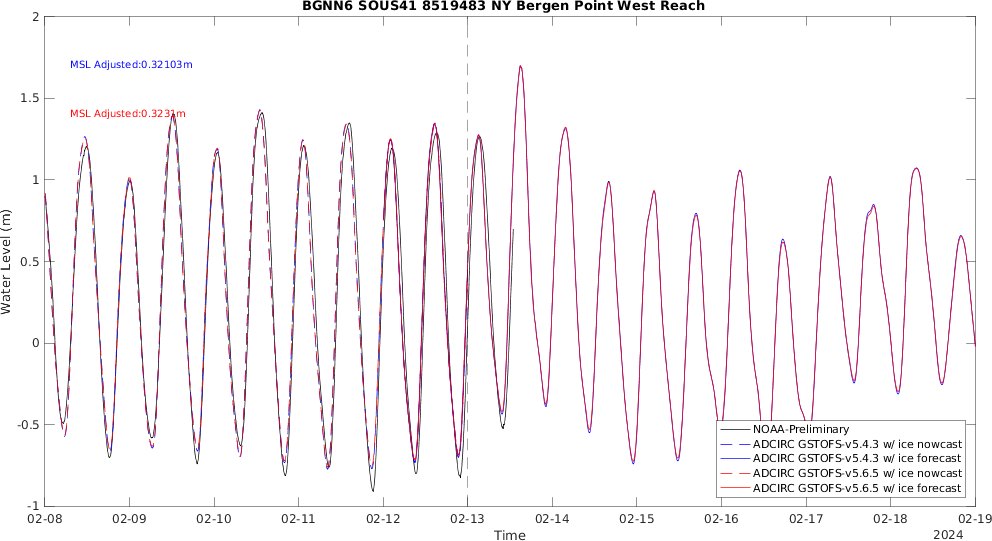 BGNN6 SOUS41 8519483 NY Bergen Point West Reach
2
1.5
1
0.5
0
-0.5
-1
Water Level (m)
MSL Adjusted:0.32103m
MSL Adjusted:0.3231m
NOAA-Preliminary
ADCIRC GSTOFS-v5.4.3 w/ ice nowcast
ADCIRC GSTOFS-v5.4.3 w/ ice forecast
ADCIRC GSTOFS-v5.6.5 w/ ice nowcast
ADCIRC GSTOFS-v5.6.5 w/ ice forecast
02-08 02-09 02-10 02-11 02-12 02-13 02-14 02-15 02-16 02-17 02-18 02-19
Time
2024